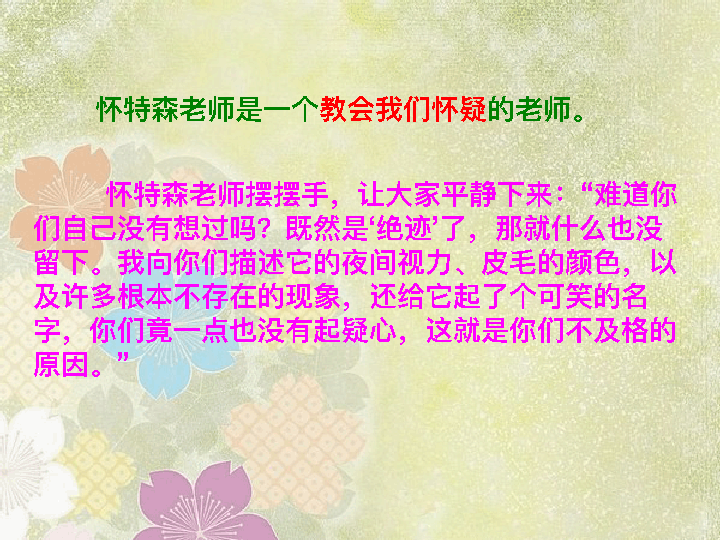 怀特森老师是一个教会我们怀疑的老师。
怀特森老师摆摆手，让大家平静下来：“难道你
们自己没有想过吗？既然是‘绝迹’了，那就什么也没
留下。我向你们描述它的夜间视力、皮毛的颜色，以
及许多根本不存在的现象，还给它起了个可笑的名
字，你们竟一点也没有起疑心，这就是你们不及格的
原因。”